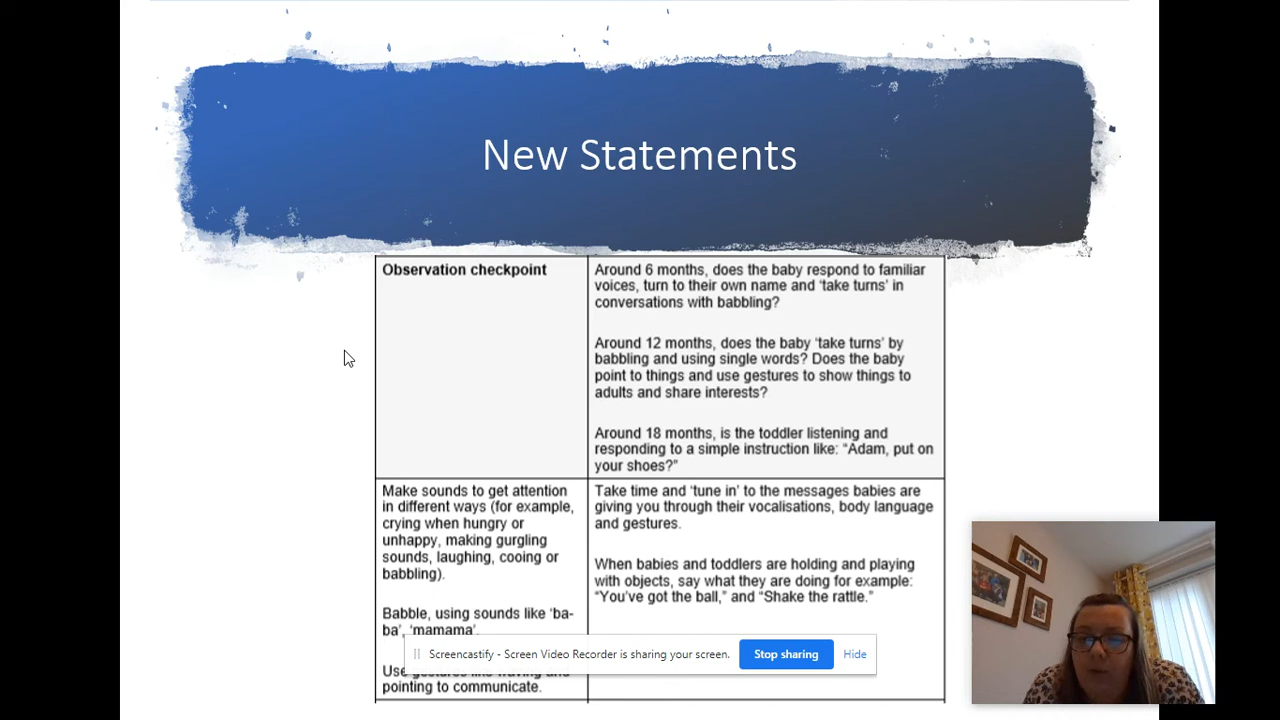 New Statements
Observation checkpoint
Around 6 months, does the baby respond to familiar
voices, turn to their own name and ‘take turns’ in
conversations with babbling?
Around 12 months, does the baby ‘take turns’ by
babbling and using single words? Does the baby
point to things and use gestures to show things to
adults and share interests?
Around 18 months, is the toddler listening and
responding to a simple instruction like: “Adam, put on
your shoes?”
Make sounds to get attention
in different ways (for example,
crying when hungry or
unhappy, making gurgling
sounds, laughing, cooing or
babbling).
Babble, using sounds like ‘ba-
ba’, ‘mamama’.
Use gestures like waving and
pointing to communicate.
Take time and ‘tune in’ to the messages babies are
giving you through their vocalisations, body language
and gestures.
When babies and toddlers are holding and playing
with objects, say what they are doing for example:
“You’ve got the ball,” and “Shake the rattle.”
Screencastify - Screen Video Recorder is sharing your screen.
Stop sharing
Hide